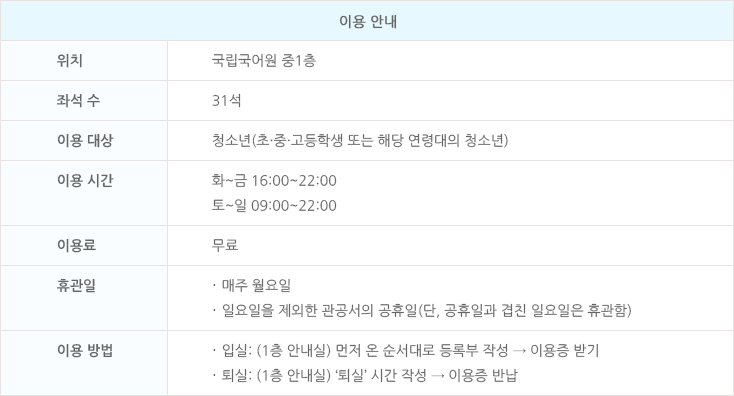 이용 안내
위치
국립국어원 중1층
좌석 수
31석
이용 대상
청소년(초·중·고등학생 또는 해당 연령대의 청소년)
이용 시간
화~금 16:00~22:00
토~일 09:00~22:00
이용료
무료
휴관일
· 매주 월요일
· 일요일을 제외한 관공서의 공휴일(단, 공휴일과 겹친 일요일은 휴관함)
이용 방법
· 입실: (1층 안내실) 먼저 온 순서대로 등록부 작성 → 이용증 받기
· 퇴실: (1층 안내실) ‘퇴실’ 시간 작성 → 이용증 반납